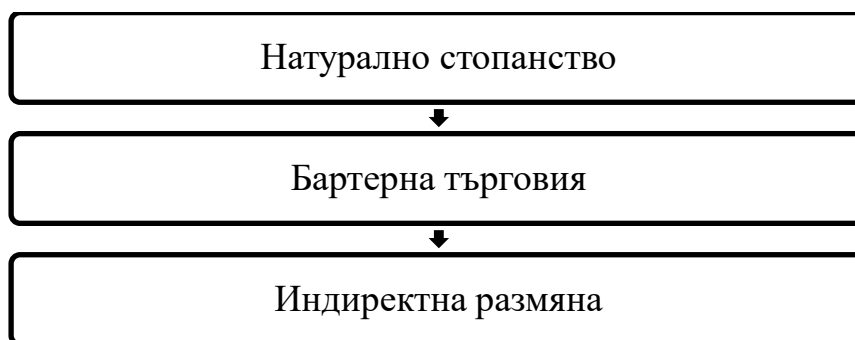 Натурално стопанство
Бартерна търговия
Индиректна размяна